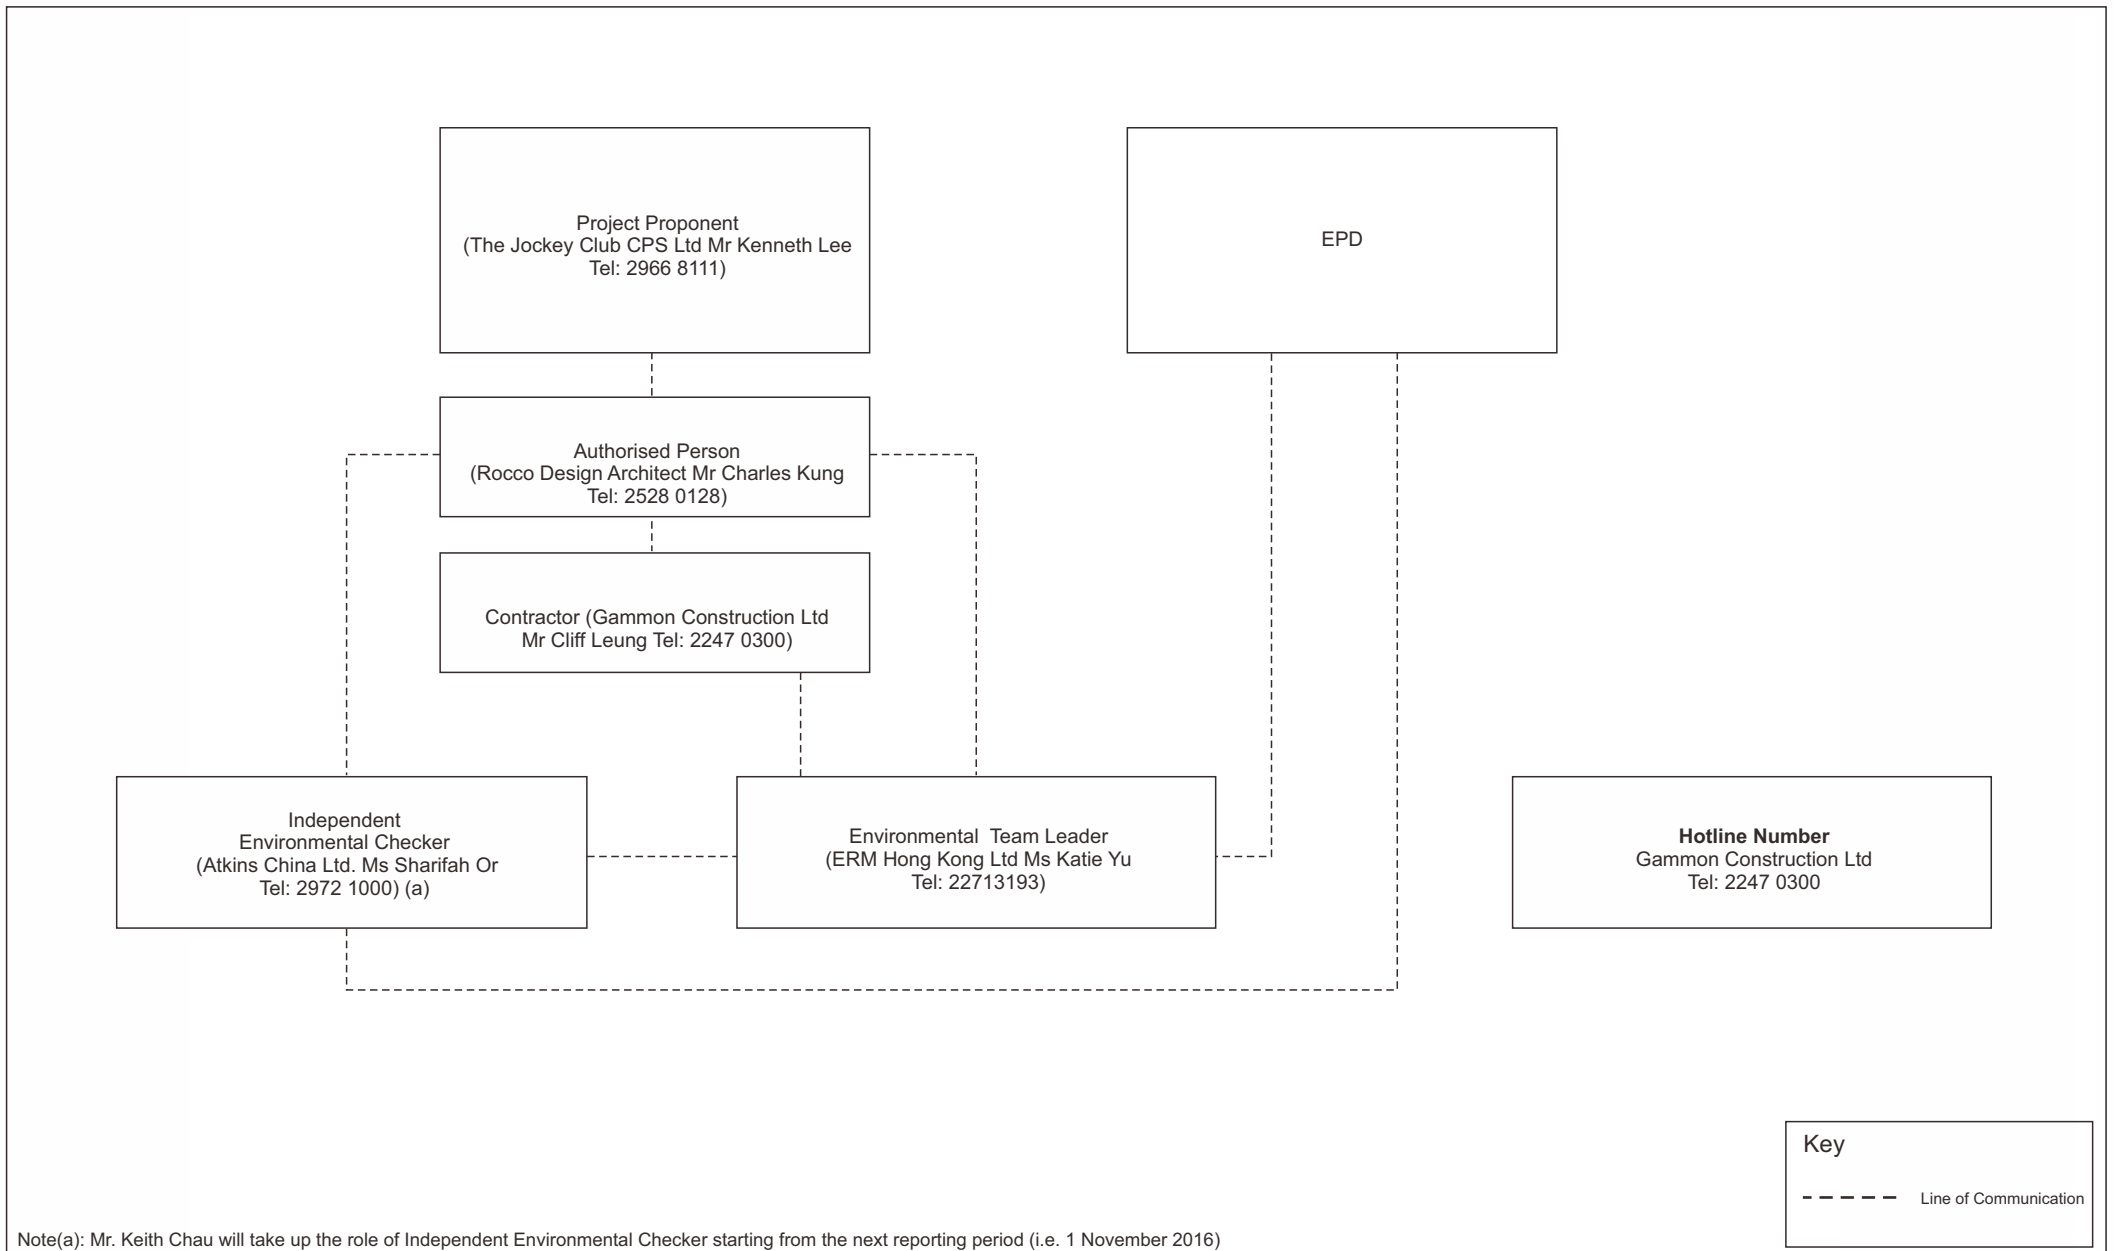 Project Proponent
(The Jockey Club CPS Ltd Mr Kenneth Lee
Tel: 2966 8111)
EPD
Authorised Person
(Rocco Design Architect Mr Charles Kung
Tel: 2528 0128)
Contractor (Gammon Construction Ltd
Mr Cliff Leung Tel: 2247 0300)
Independent
Environmental Checker
(Atkins China Ltd. Ms Sharifah Or
Tel: 2972 1000) (a)
Environmental Team Leader
(ERM Hong Kong Ltd Ms Katie Yu
Tel: 22713193)
Hotline Number
Gammon Construction Ltd
Tel: 2247 0300
Key
Line of Communication
Note(a): Mr. Keith Chau will take up the role of Independent Environmental Checker starting from the next reporting period (i.e. 1 November 2016)